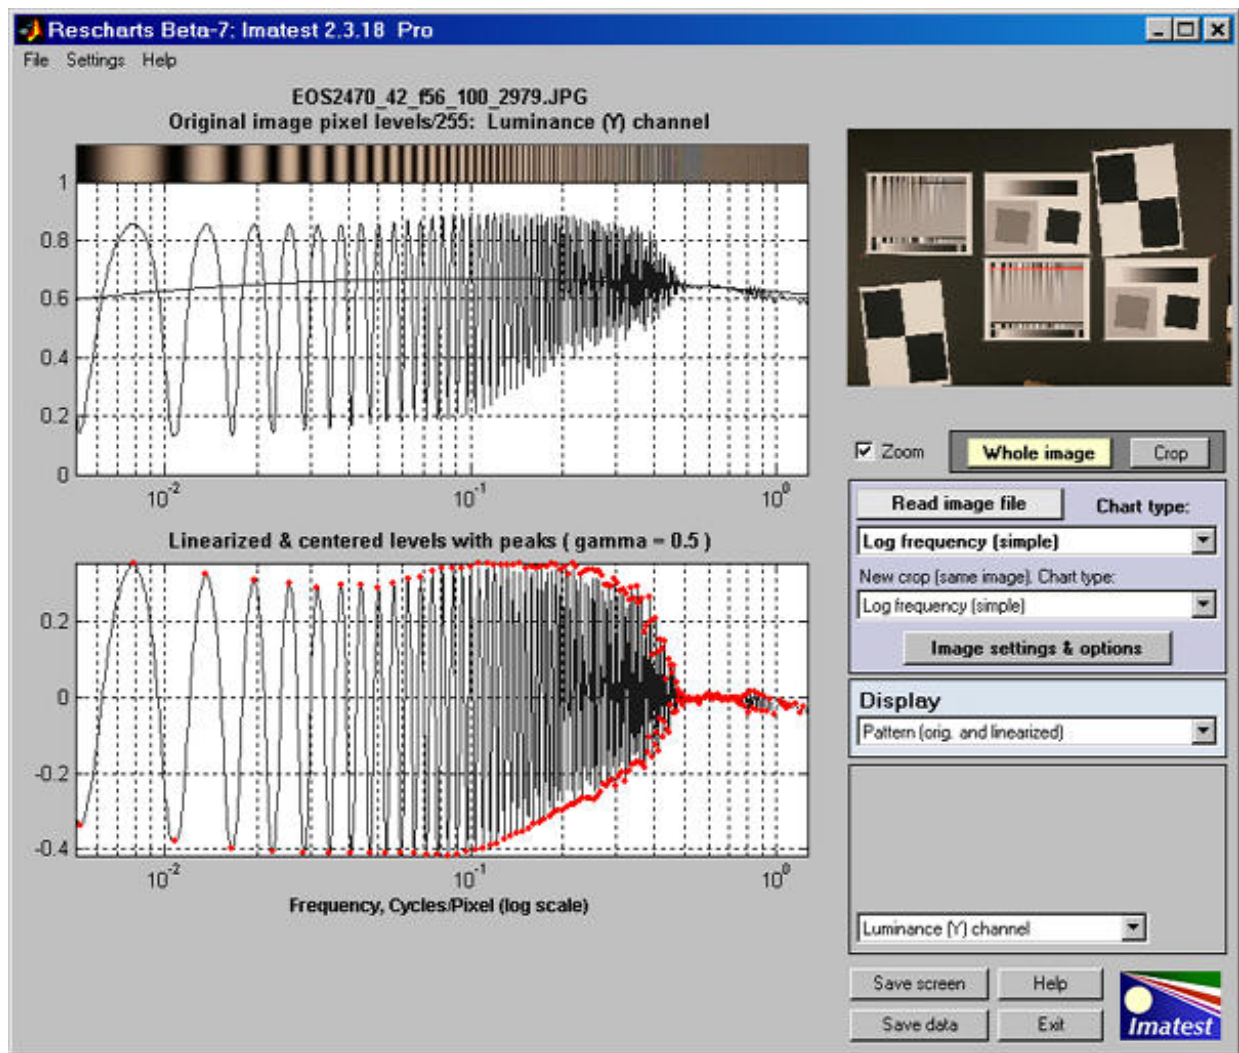 Rescharts Beta-7: Imatest 2.3.18 Pro
File Settings Help
EOS2470_42_f56_100_2979.JPG
Original image pixel levels/255: Luminance (Y) channel
1
0.8
0.6
0.4
0.2
0
10-2 10-1 100
Linearized & centered levels with peaks ( gamma = 0.5 )
0.2
0
-0.2
-0.4
10-2 10-1 100
Frequency, Cycles/Pixel (log scale)
Zoom Whole image Crop
Read image file Chart type:
Log frequency (simple)
New crop (same image). Chart type:
Log frequency (simple)
Image settings & options
Display
Pattern (orig. and linearized)
Luminance (Y) channel
Save screen Help
Save data Exit
Imatest